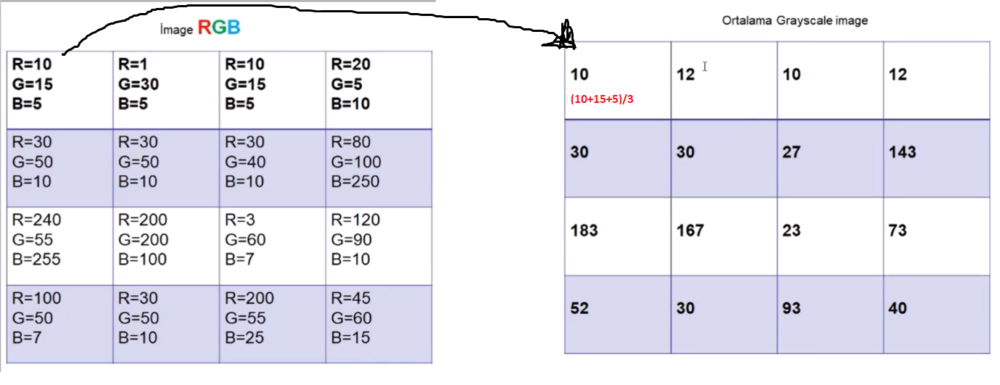 İmage RGB
R=10
G=15
B=5
R=1
G=30
B=5
R=10
G=15
B=5
R=20
G=5
B=10
R=30
G=50
B=10
R=30
G=50
B=10
R=30
G=40
B=10
R=80
G=100
B=250
R=240
G=55
B=255
R=200
G=200
B=100
R=3
G=60
B=7
R=120
G=90
B=10
R=100
G=50
B=7
R=30
G=50
B=10
R=200
G=55
B=25
R=45
G=60
B=15
Ortalama Grayscale image
10
(10+15+5)/3
12
10
12
30
30
27
143
183
167
23
73
52
30
93
40